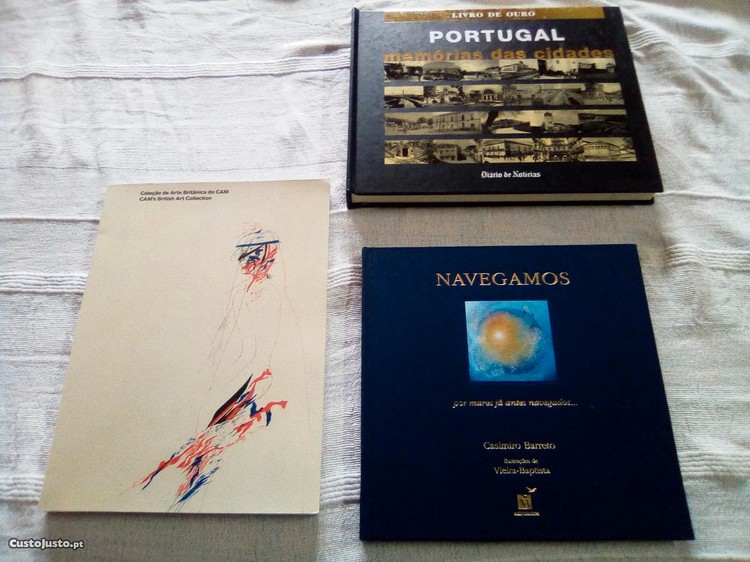 LIVRO DE OURO
PORTUGAL
memórias das cidades
Diário de Notícias
Coleção de Arte Britânica do CAM
CAM's British Art Collection
NAVEGAMOS
por mares já antes navegados...
Casimiro Barreto
Ilustrações de
Vieira-Baptista
CustoJusto.pt